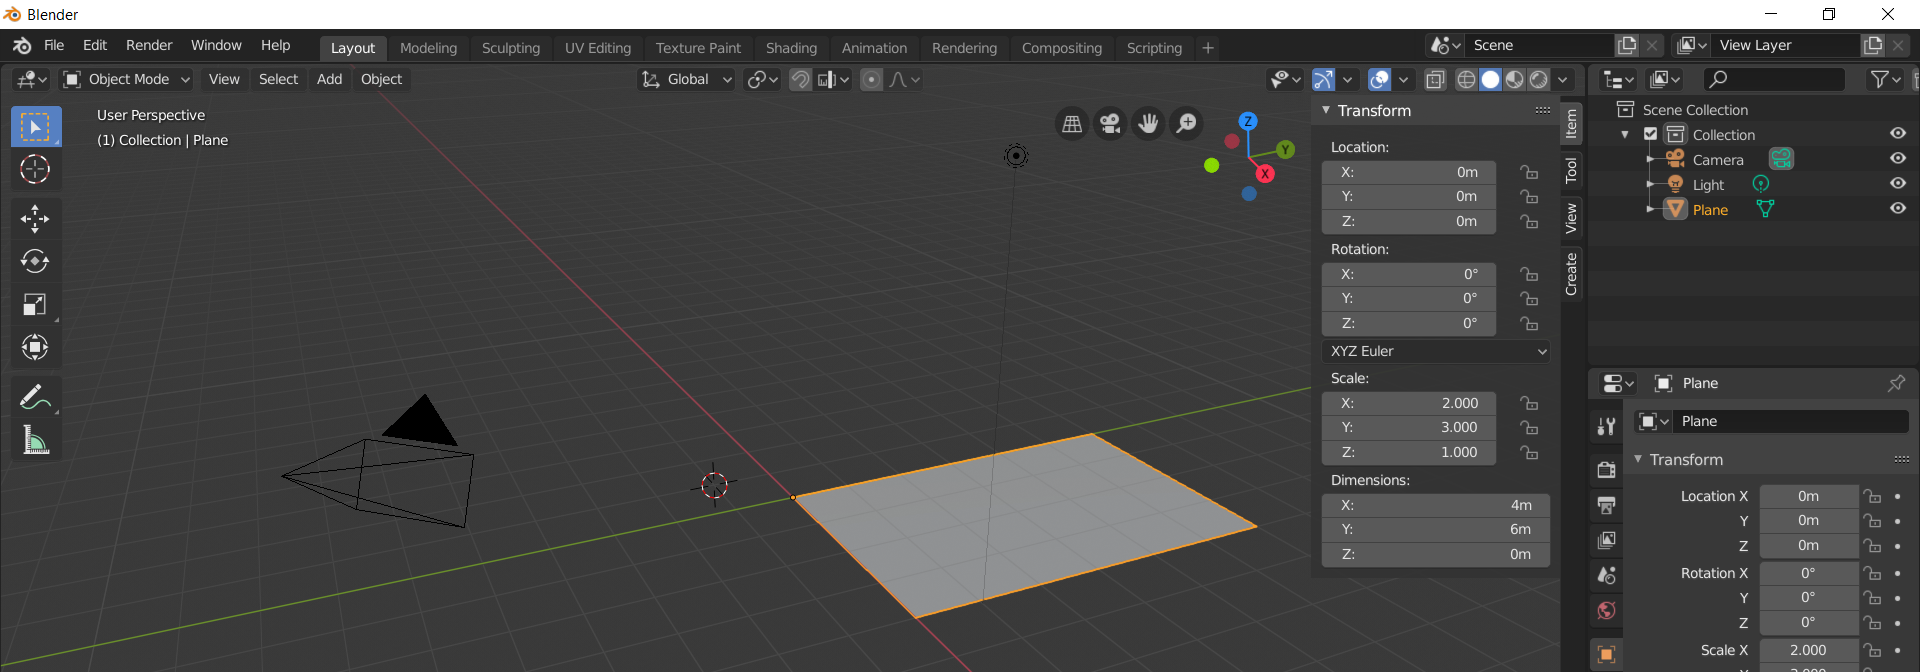 Blender
File Edit Render Window Help Layout Modeling Sculpting UV Editing Texture Paint Shading Animation Rendering Compositing Scripting + Scene View Layer
Object Mode View Select Add Object Global
User Perspective
(1) Collection | Plane
Z
Y
X
Transform
Location:
X: 0m
Y: 0m
Z: 0m
Rotation:
X: 0°
Y: 0°
Z: 0°
XYZ Euler
Scale:
X: 2.000
Y: 3.000
Z: 1.000
Dimensions:
X: 4m
Y: 6m
Z: 0m
Item
Tool
View
Create
Scene Collection
Collection
Camera
Light
Plane
Plane
Plane
Transform
Location X 0m
Y 0m
Z 0m
Rotation X 0°
Y 0°
Z 0°
Scale X 2.000